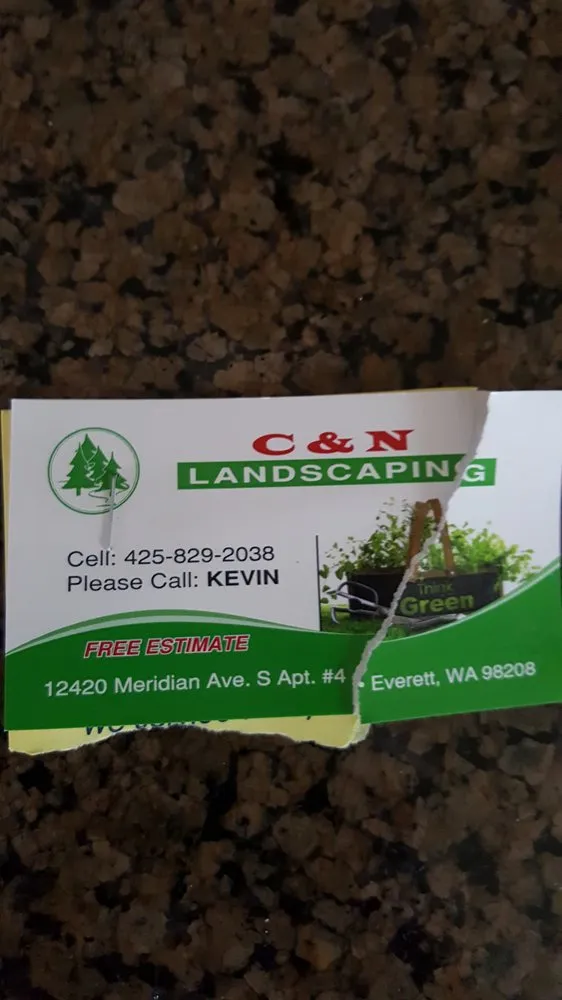 C & N
LANDSCAPING
Cell: 425-829-2038
Please Call: KEVIN
Think
Green
FREE ESTIMATE
12420 Meridian Ave. S Apt. #4 • Everett, WA 98208